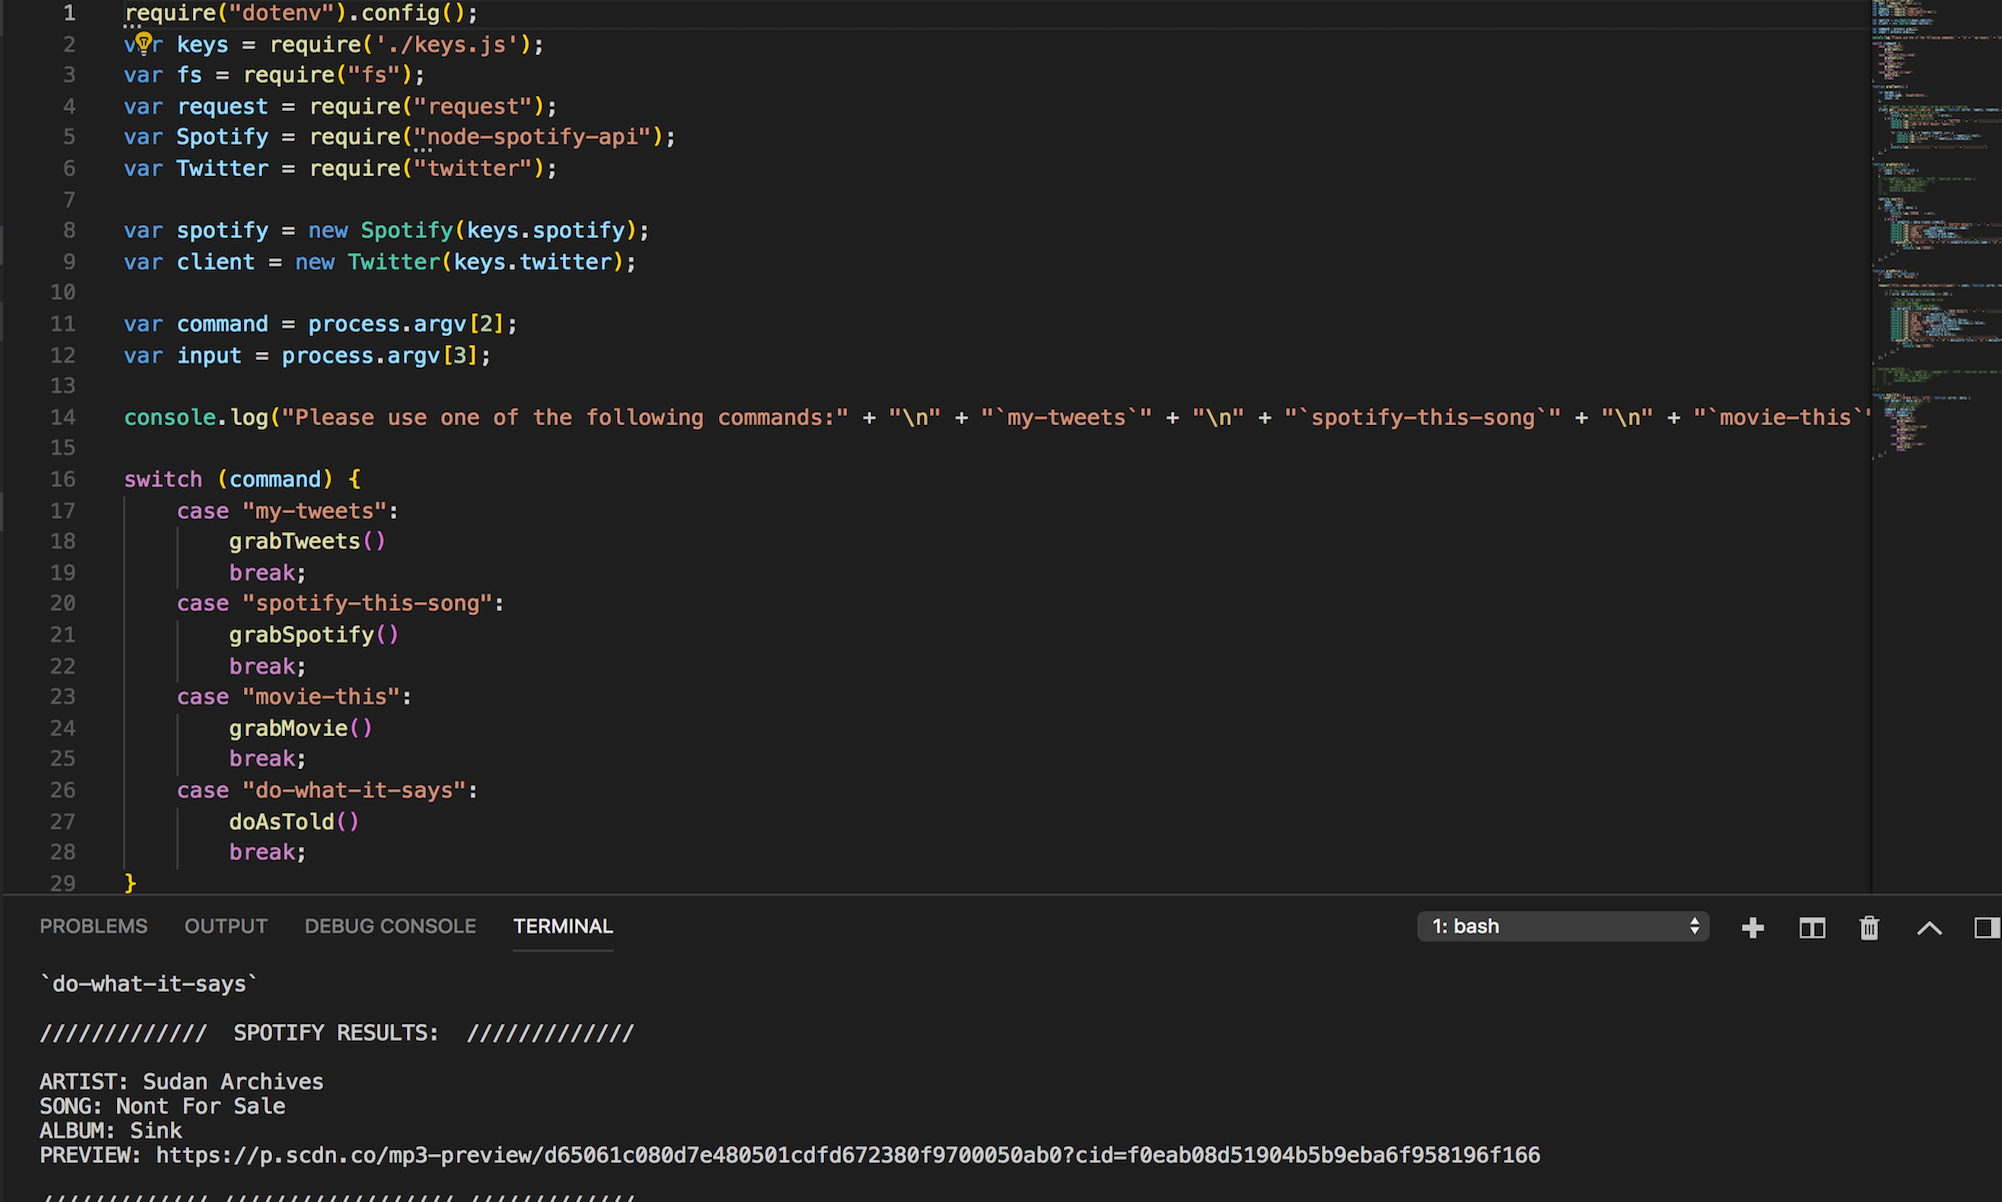 1 require("dotenv").config();
2 var keys = require('./keys.js');
3 var fs = require("fs");
4 var request = require("request");
5 var Spotify = require("node-spotify-api");
6 var Twitter = require("twitter");
7
8 var spotify = new Spotify(keys.spotify);
9 var client = new Twitter(keys.twitter);
10
11 var command = process.argv[2];
12 var input = process.argv[3];
13
14 console.log("Please use one of the following commands:" + "\n" + "`my-tweets`" + "\n" + "`spotify-this-song`" + "\n" + "`movie-this`"
15
16 switch (command) {
17 case "my-tweets":
18 grabTweets()
19 break;
20 case "spotify-this-song":
21 grabSpotify()
22 break;
23 case "movie-this":
24 grabMovie()
25 break;
26 case "do-what-it-says":
27 doAsTold()
28 break;
29 }
PROBLEMS OUTPUT DEBUG CONSOLE TERMINAL 1: bash
`do-what-it-says`
///////////// SPOTIFY RESULTS: /////////////
ARTIST: Sudan Archives
SONG: Nont For Sale
ALBUM: Sink
PREVIEW: https://p.scdn.co/mp3-preview/d65061c080d7e480501cdfd672380f9700050ab0?cid=f0eab08d51904b5b9eba6f958196f166
///////////// ////////////////// /////////////